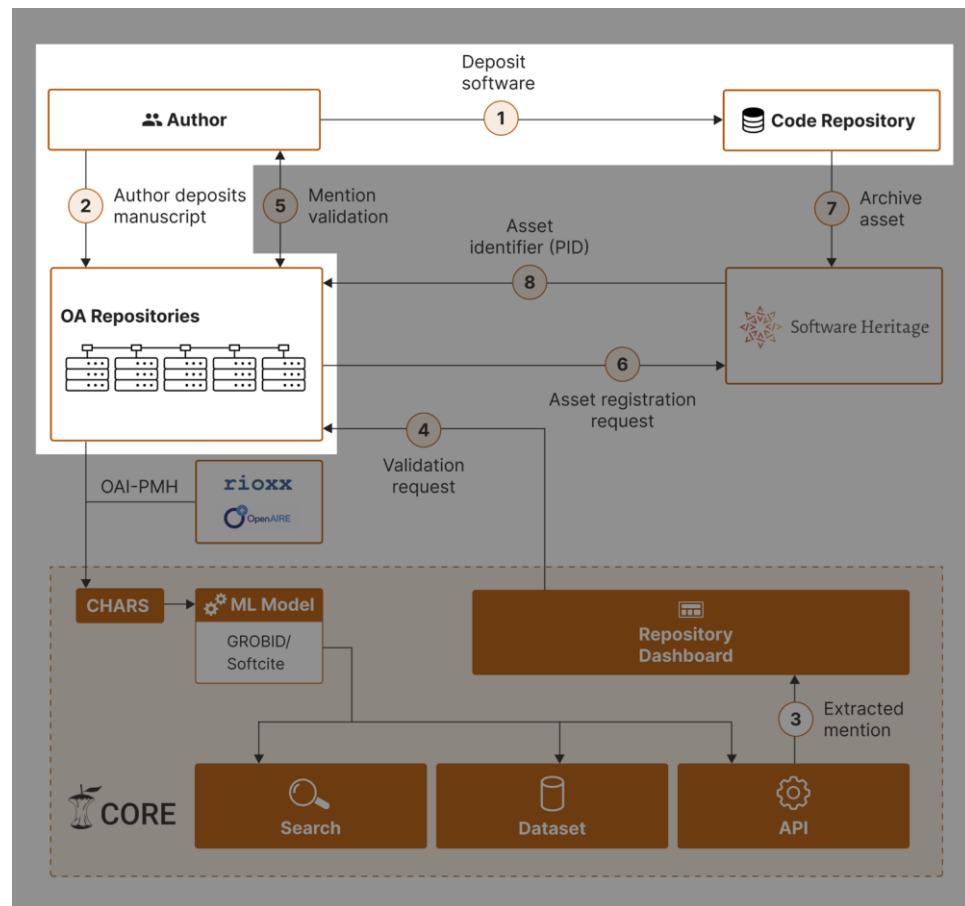 Deposit
software
Author
1
Code Repository
2
Author deposits
manuscript
5
Mention
validation
7
Archive
asset
Asset
identifier (PID)
8
OA Repositories
Software Heritage
6
Asset registration
request
4
Validation
request
OAI-PMH
rioxx
OpenAIRE
CHARS
ML Model
GROBID/
Softcite
Repository
Dashboard
3
Extracted
mention
CORE
Search
Dataset
API